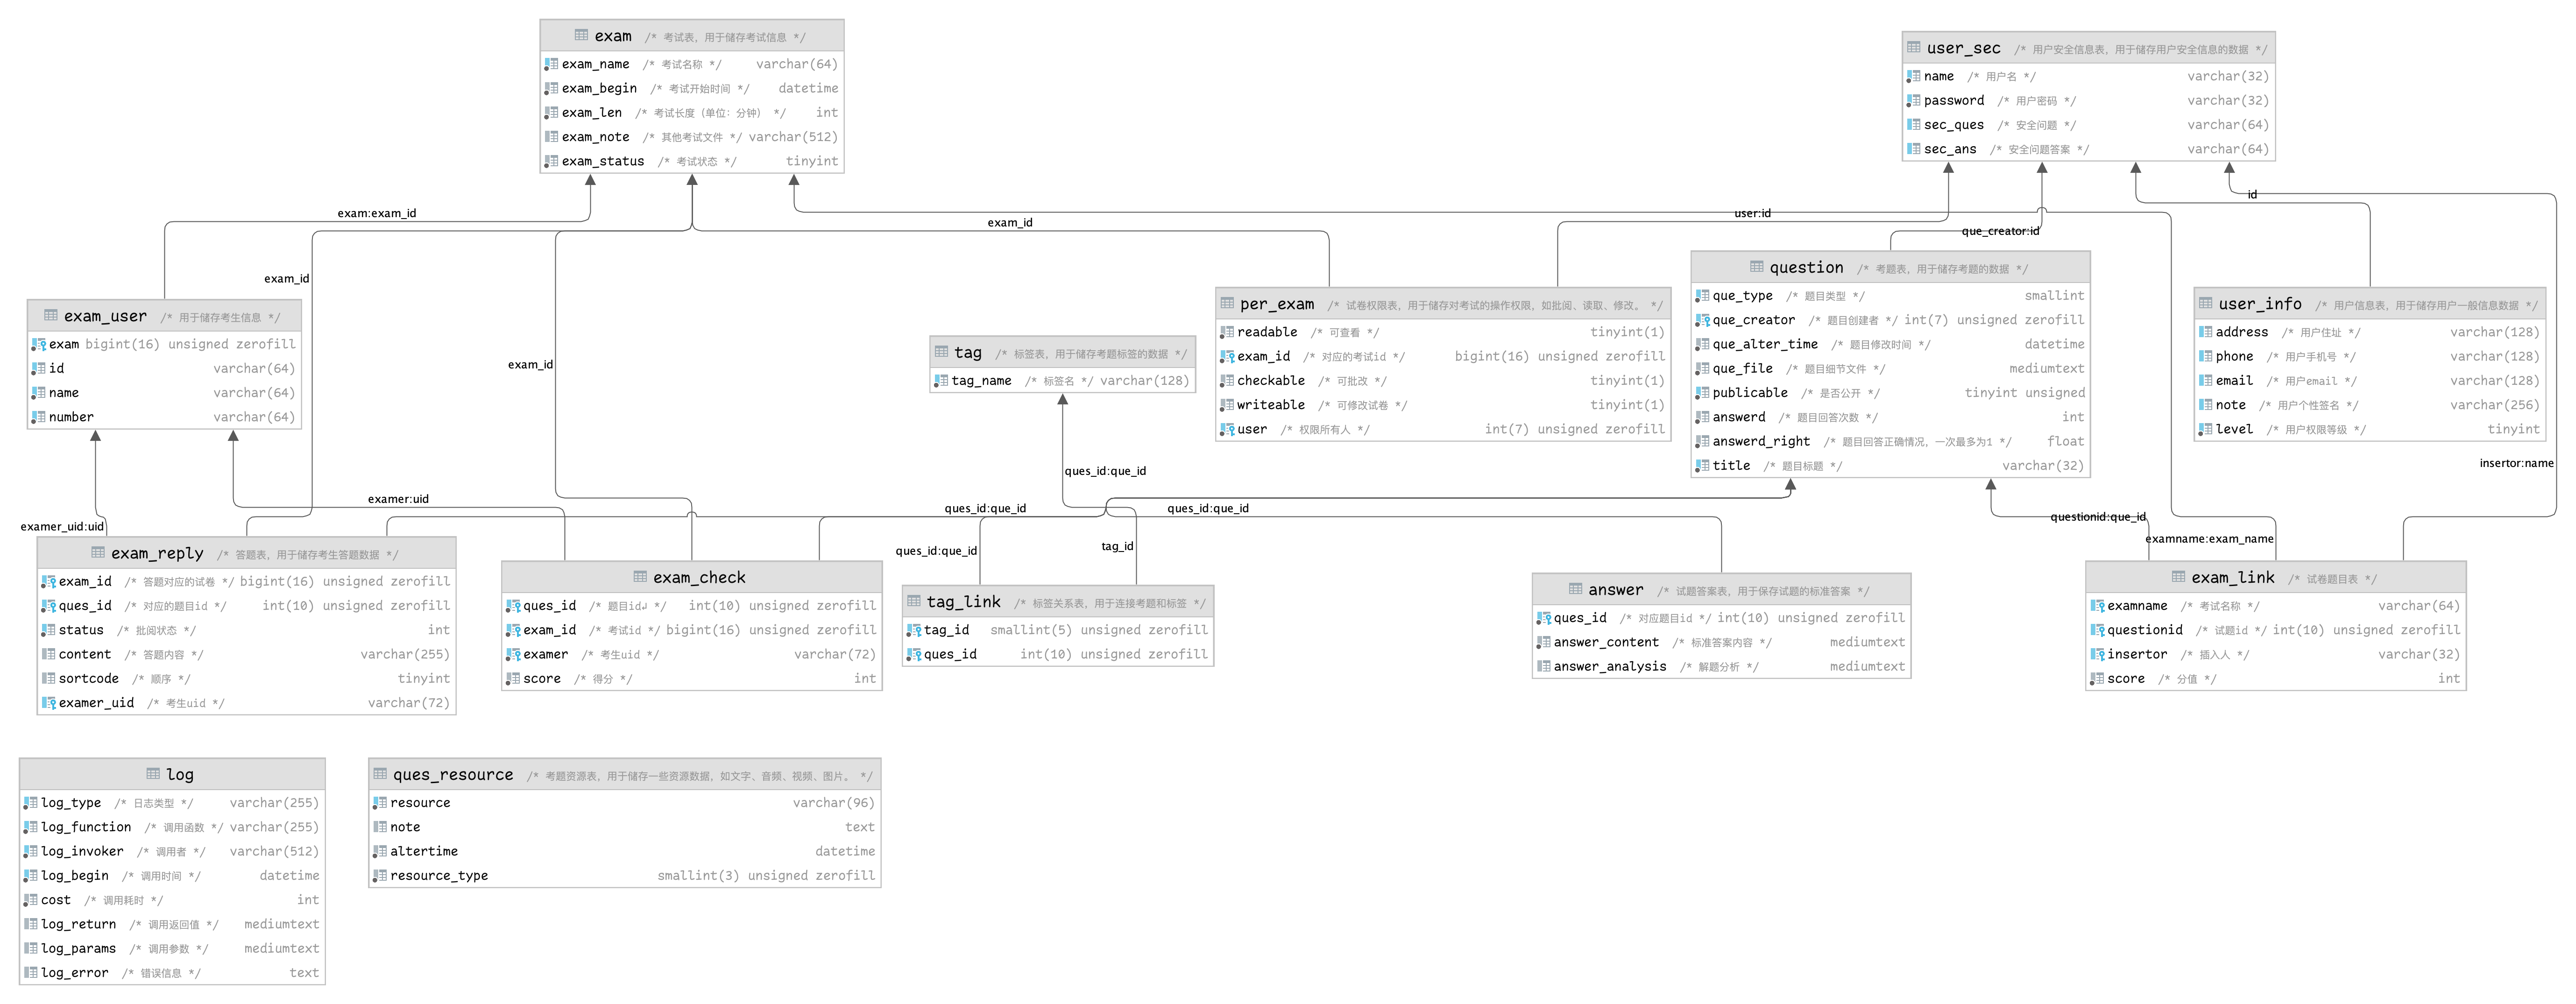 exam /* 考试表，用于储存考试信息 */
exam_name /* 考试名称 */ varchar(64)
exam_begin /* 考试开始时间 */ datetime
exam_len /* 考试长度（单位：分钟） */ int
exam_note /* 其他考试文件 */ varchar(512)
exam_status /* 考试状态 */ tinyint
user_sec /* 用户安全信息表，用于储存用户安全信息的数据 */
name /* 用户名 */ varchar(32)
password /* 用户密码 */ varchar(32)
sec_ques /* 安全问题 */ varchar(64)
sec_ans /* 安全问题答案 */ varchar(64)
exam:exam_id
exam_id
user:id
que_creator:id
id
exam_id
exam_id
exam_user /* 用于储存考生信息 */
exam bigint(16) unsigned zerofill
id varchar(64)
name varchar(64)
number varchar(64)
tag /* 标签表，用于储存考题标签的数据 */
tag_name /* 标签名 */ varchar(128)
per_exam /* 试卷权限表，用于储存对考试的操作权限，如批阅、读取、修改。 */
readable /* 可查看 */ tinyint(1)
exam_id /* 对应的考试id */ bigint(16) unsigned zerofill
checkable /* 可批改 */ tinyint(1)
writeable /* 可修改试卷 */ tinyint(1)
user /* 权限所有人 */ int(7) unsigned zerofill
question /* 考题表，用于储存考题的数据 */
que_type /* 题目类型 */ smallint
que_creator /* 题目创建者 */ int(7) unsigned zerofill
que_alter_time /* 题目修改时间 */ datetime
que_file /* 题目细节文件 */ mediumtext
publicable /* 是否公开 */ tinyint unsigned
answerd /* 题目回答次数 */ int
answerd_right /* 题目回答正确情况，一次最多为1 */ float
title /* 题目标题 */ varchar(32)
user_info /* 用户信息表，用于储存用户一般信息数据 */
address /* 用户住址 */ varchar(128)
phone /* 用户手机号 */ varchar(128)
email /* 用户email */ varchar(128)
note /* 用户个性签名 */ varchar(256)
level /* 用户权限等级 */ tinyint
insertor:name
ques_id:que_id
examer:uid
examer_uid:uid
ques_id:que_id
ques_id:que_id
ques_id:que_id
tag_id
questionid:que_id
examname:exam_name
exam_reply /* 答题表，用于储存考生答题数据 */
exam_id /* 答题对应的试卷 */ bigint(16) unsigned zerofill
ques_id /* 对应的题目id */ int(10) unsigned zerofill
status /* 批阅状态 */ int
content /* 答题内容 */ varchar(255)
sortcode /* 顺序 */ tinyint
examer_uid /* 考生uid */ varchar(72)
exam_check
ques_id /* 题目id↲ */ int(10) unsigned zerofill
exam_id /* 考试id */ bigint(16) unsigned zerofill
examer /* 考生uid */ varchar(72)
score /* 得分 */ int
tag_link /* 标签关系表，用于连接考题和标签 */
tag_id smallint(5) unsigned zerofill
ques_id int(10) unsigned zerofill
answer /* 试题答案表，用于保存试题的标准答案 */
ques_id /* 对应题目id */ int(10) unsigned zerofill
answer_content /* 标准答案内容 */ mediumtext
answer_analysis /* 解题分析 */ mediumtext
exam_link /* 试卷题目表 */
examname /* 考试名称 */ varchar(64)
questionid /* 试题id */ int(10) unsigned zerofill
insertor /* 插入人 */ varchar(32)
score /* 分值 */ int
log
log_type /* 日志类型 */ varchar(255)
log_function /* 调用函数 */ varchar(255)
log_invoker /* 调用者 */ varchar(512)
log_begin /* 调用时间 */ datetime
cost /* 调用耗时 */ int
log_return /* 调用返回值 */ mediumtext
log_params /* 调用参数 */ mediumtext
log_error /* 错误信息 */ text
ques_resource /* 考题资源表，用于储存一些资源数据，如文字、音频、视频、图片。 */
resource varchar(96)
note text
altertime datetime
resource_type smallint(3) unsigned zerofill